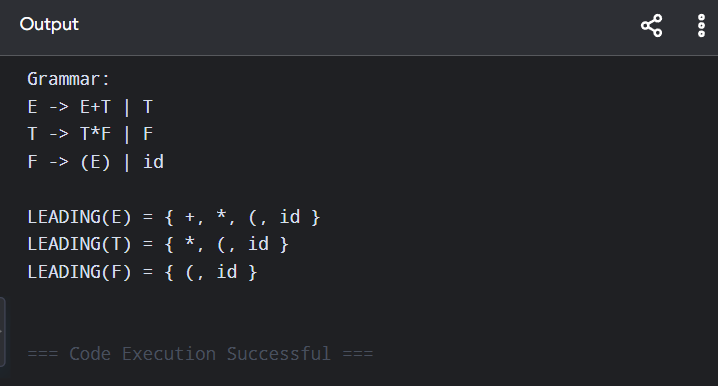 Output
Grammar:
E -> E+T | T
T -> T*F | F
F -> (E) | id
LEADING(E) = { +, *, (, id }
LEADING(T) = { *, (, id }
LEADING(F) = { (, id }
=== Code Execution Successful ===